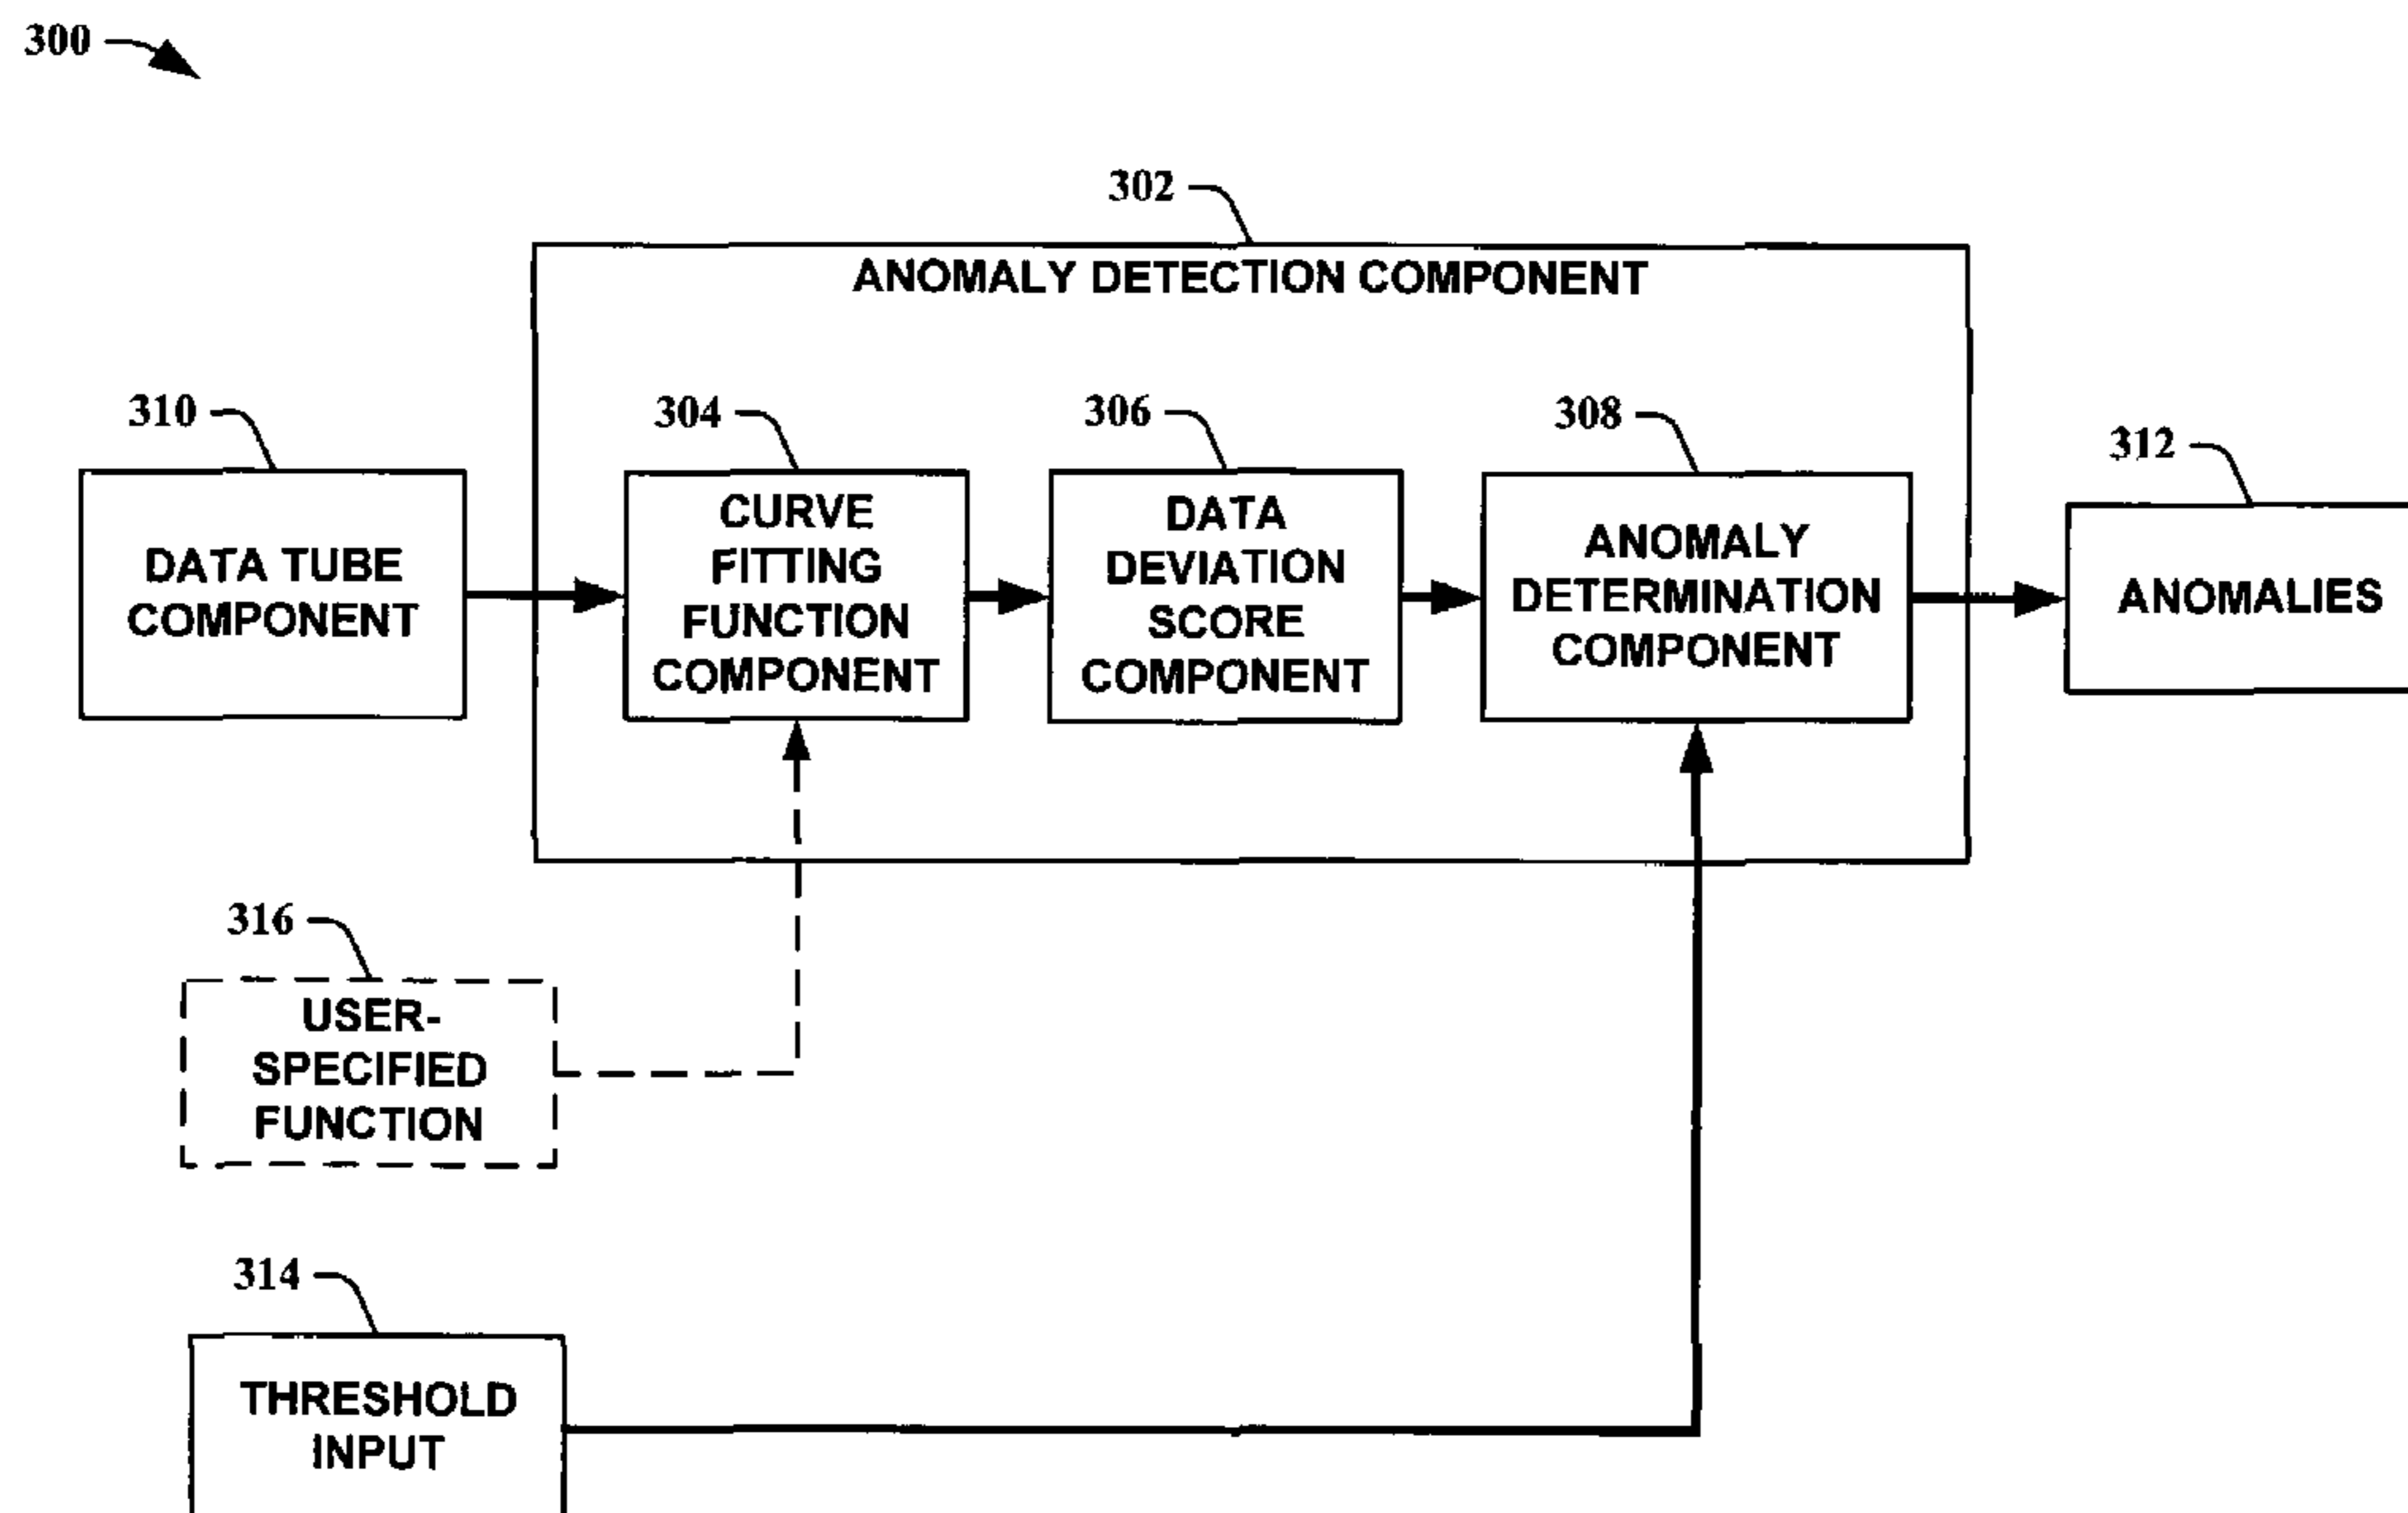 300
302
ANOMALY DETECTION COMPONENT
310
304
306
308
312
DATA TUBE
COMPONENT
CURVE
FITTING
FUNCTION
COMPONENT
DATA
DEVIATION
SCORE
COMPONENT
ANOMALY
DETERMINATION
COMPONENT
ANOMALIES
316
USER-
SPECIFIED
FUNCTION
314
THRESHOLD
INPUT